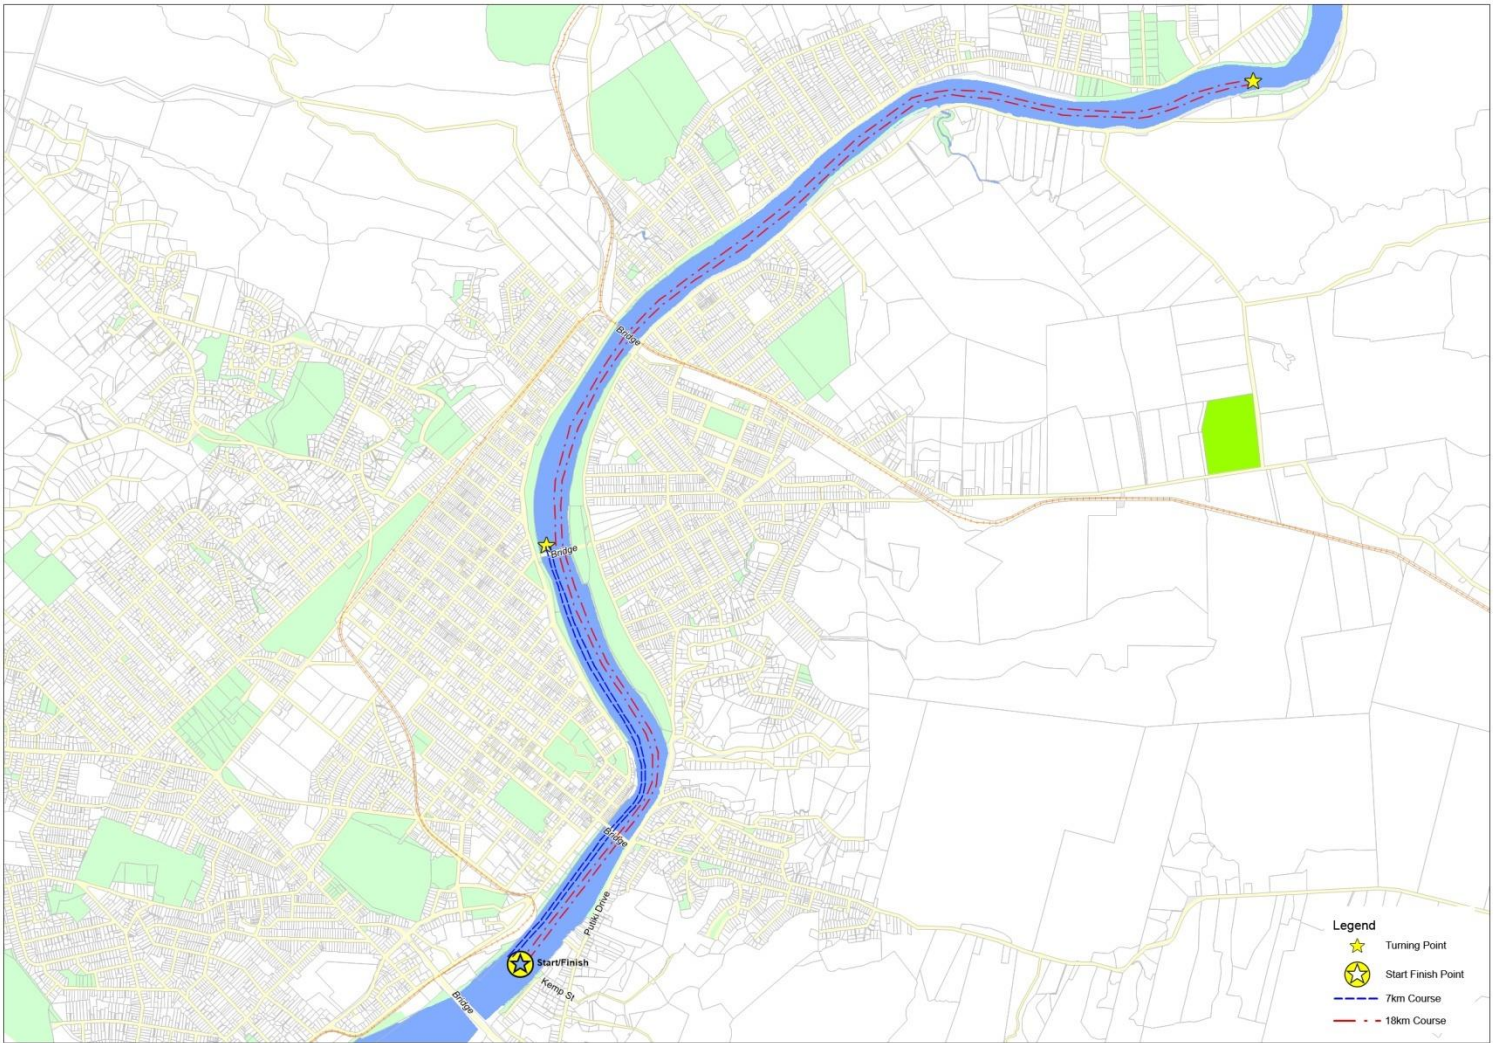 Bridge
Bridge
Bridge
Putiki Drive
Start/Finish
Kemp St
Bridge
Legend
Turning Point
Start Finish Point
7km Course
18km Course